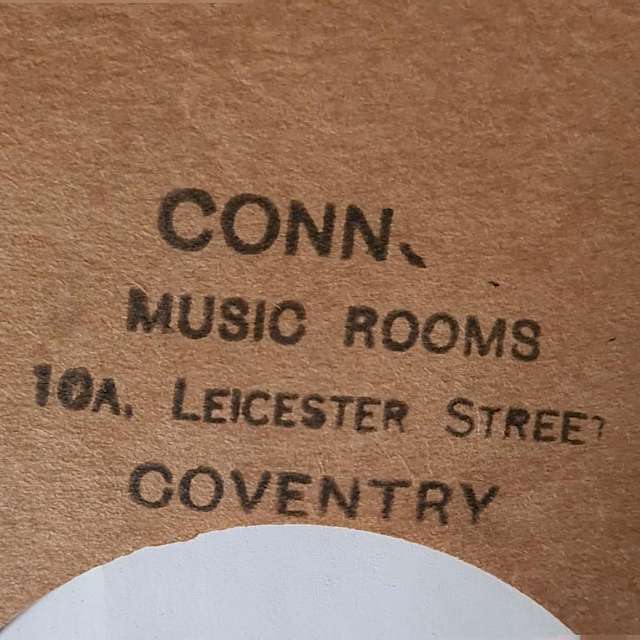 CONN.
MUSIC ROOMS
10A. LEICESTER STREET
COVENTRY